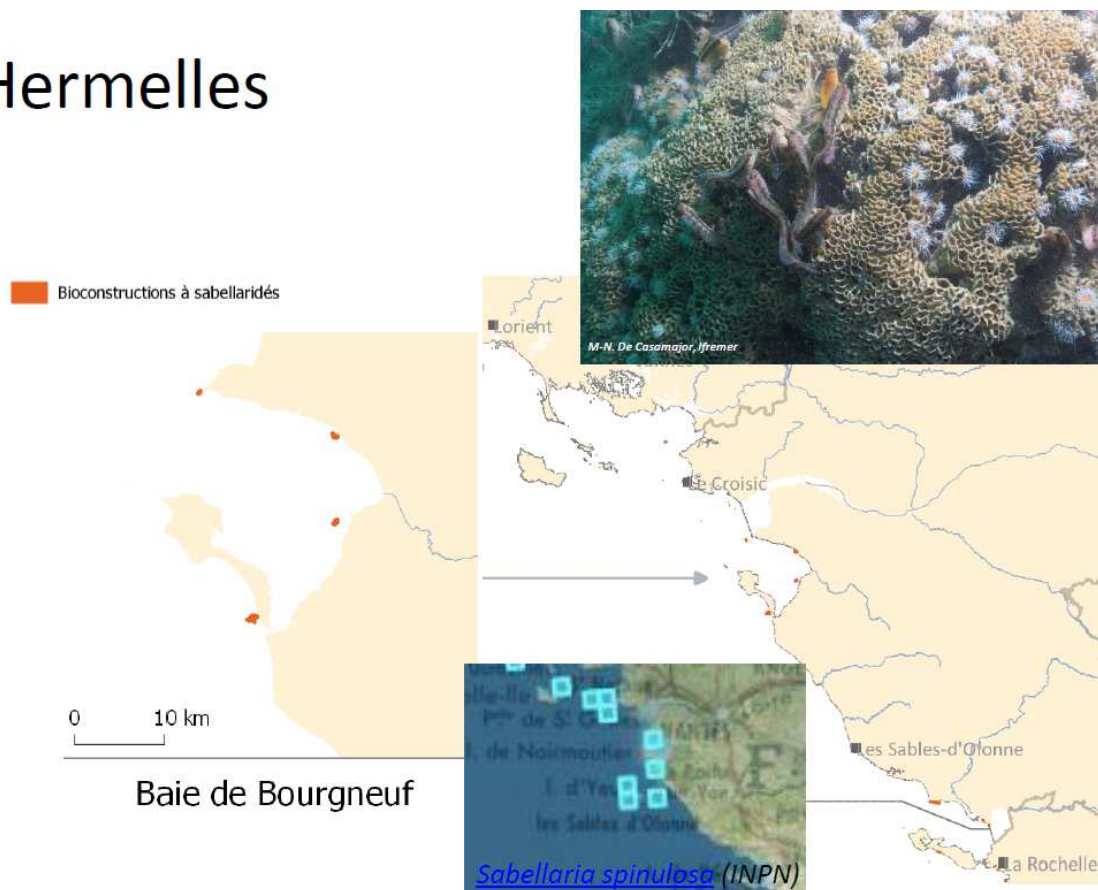 Hermelles
M-N. De Casamajor, Ifremer
Bioconstructions à sabellaridés
Lorient
Le Croisic
0 10 km
Baie de Bourgneuf
de Noirmoutier
les Sables d'Olonne
Les Sables-d'Olonne
La Rochelle
Sabellaria spinulosa (INPN)